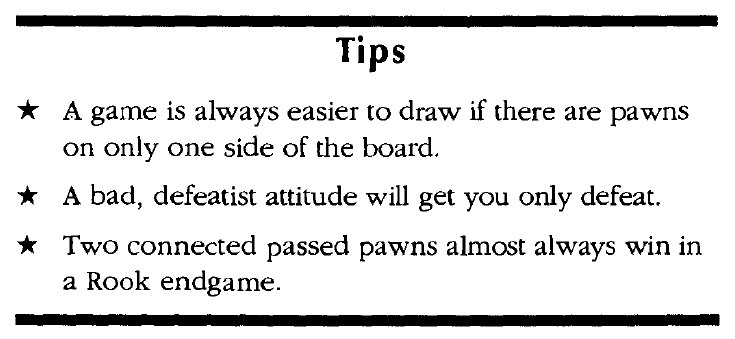 Tips
★ A game is always easier to draw if there are pawns
on only one side of the board.
★ A bad, defeatist attitude will get you only defeat.
★ Two connected passed pawns almost always win in
a Rook endgame.